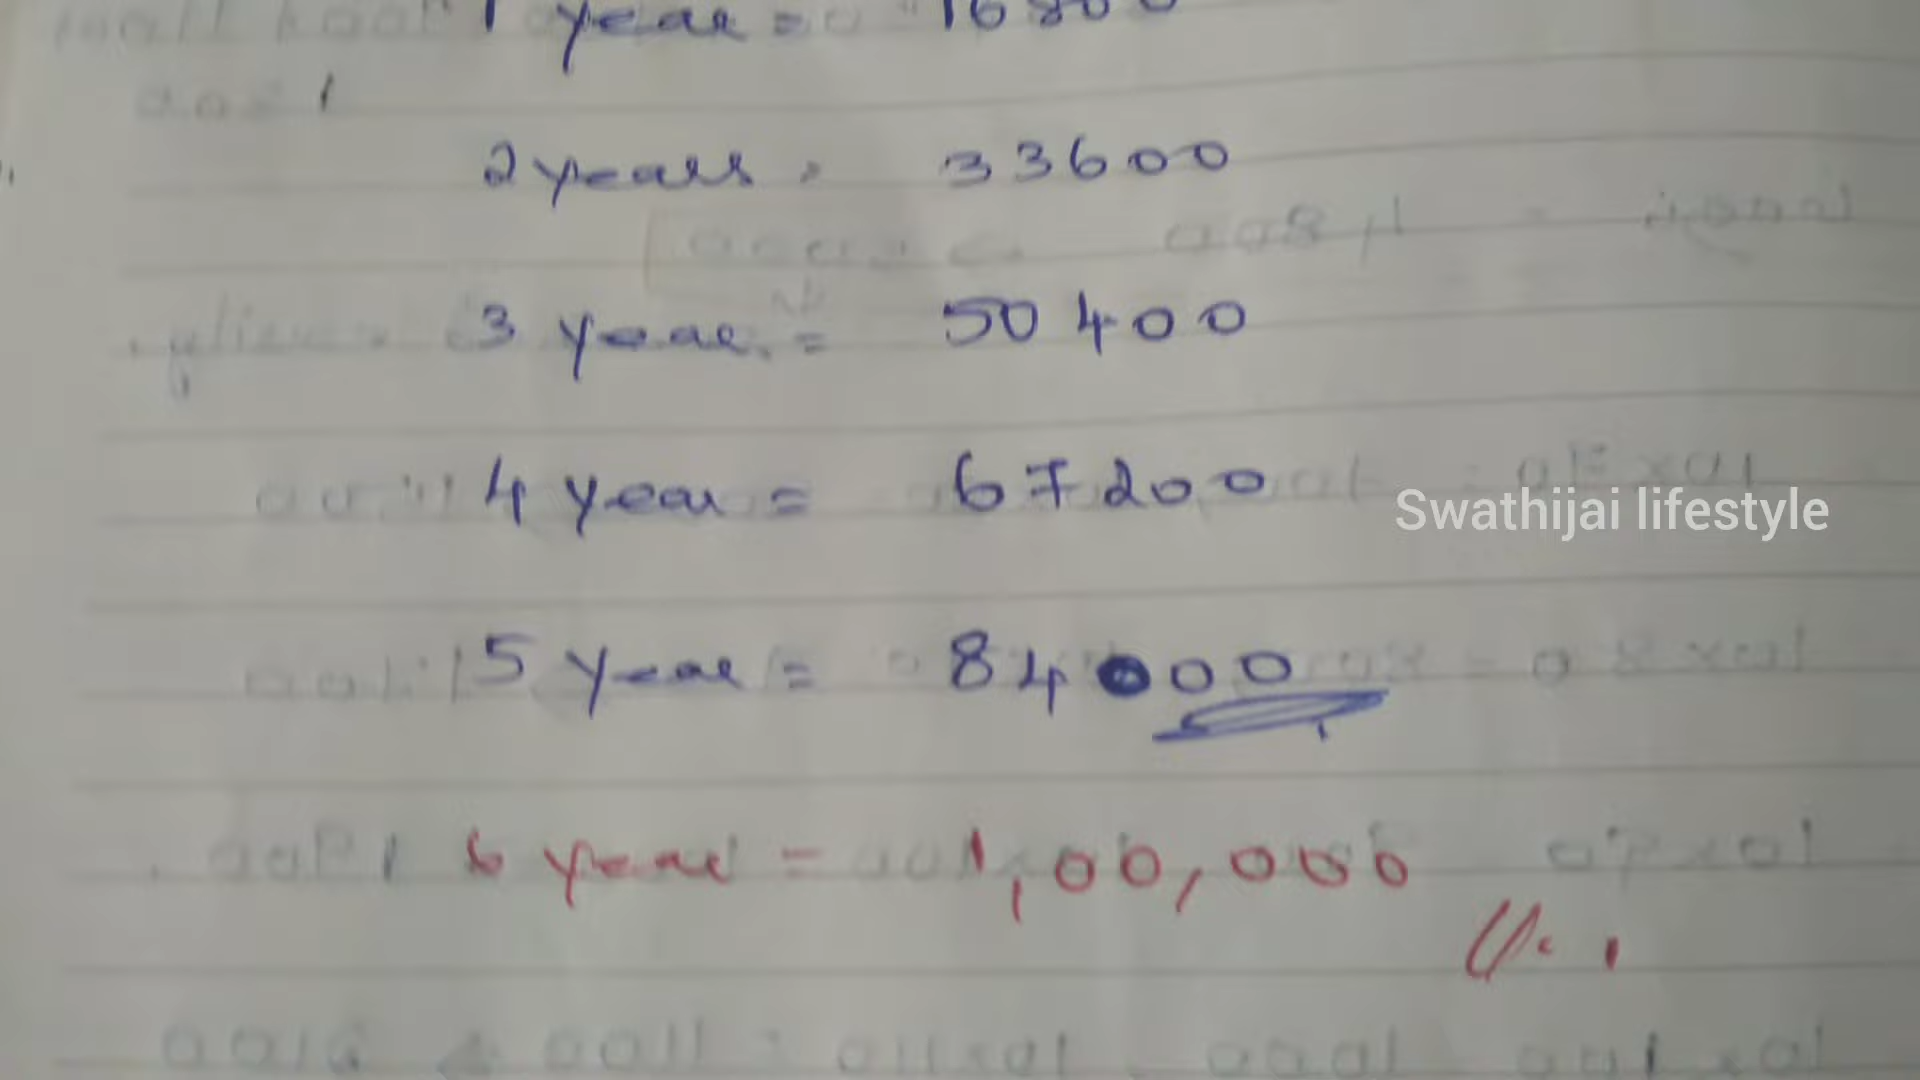 1 year = 16800
2 years = 33600
3 year = 50400
4 year = 67200
Swathijai lifestyle
5 year = 84000
6 year = 1,00,000